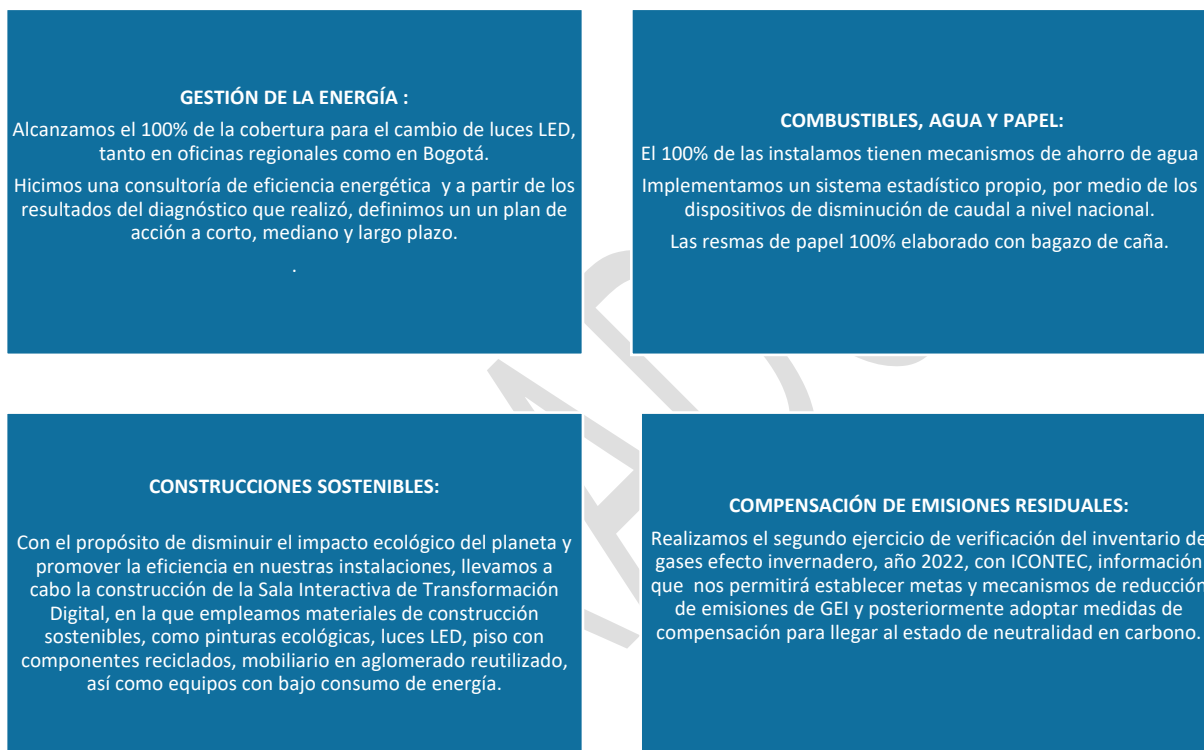 GESTIÓN DE LA ENERGÍA :
Alcanzamos el 100% de la cobertura para el cambio de luces LED,
tanto en oficinas regionales como en Bogotá.
Hicimos una consultoría de eficiencia energética y a partir de los
resultados del diagnóstico que realizó, definimos un un plan de
acción a corto, mediano y largo plazo.
.
COMBUSTIBLES, AGUA Y PAPEL:
El 100% de las instalamos tienen mecanismos de ahorro de agua
Implementamos un sistema estadístico propio, por medio de los
dispositivos de disminución de caudal a nivel nacional.
Las resmas de papel 100% elaborado con bagazo de caña.
CONSTRUCCIONES SOSTENIBLES:
Con el propósito de disminuir el impacto ecológico del planeta y
promover la eficiencia en nuestras instalaciones, llevamos a
cabo la construcción de la Sala Interactiva de Transformación
Digital, en la que empleamos materiales de construcción
sostenibles, como pinturas ecológicas, luces LED, piso con
componentes reciclados, mobiliario en aglomerado reutilizado,
así como equipos con bajo consumo de energía.
COMPENSACIÓN DE EMISIONES RESIDUALES:
Realizamos el segundo ejercicio de verificación del inventario de
gases efecto invernadero, año 2022, con ICONTEC, información
que nos permitirá establecer metas y mecanismos de reducción
de emisiones de GEI y posteriormente adoptar medidas de
compensación para llegar al estado de neutralidad en carbono.